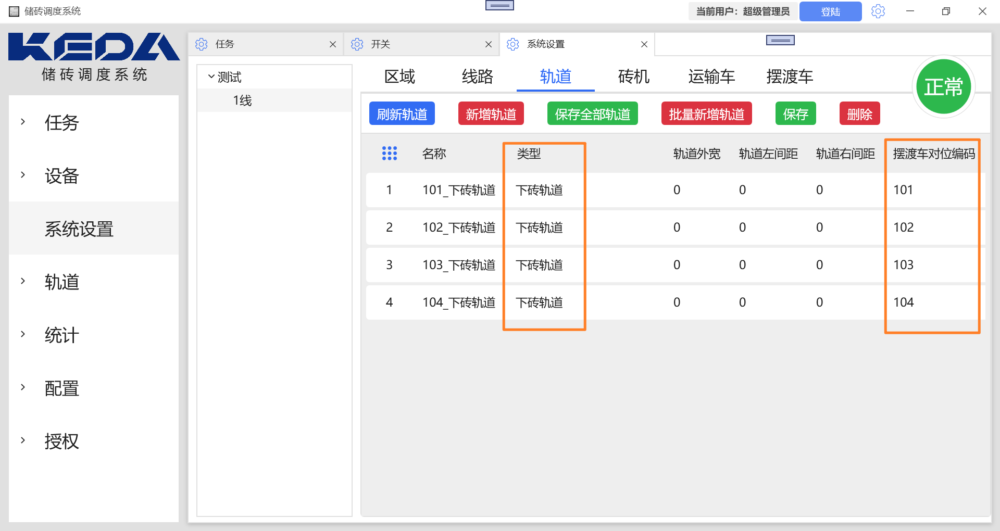 储砖调度系统
当前用户：超级管理员
登陆
KEDA
储砖调度系统
任务
设备
系统设置
轨道
统计
配置
授权
任务
开关
系统设置
测试
1线
区域
线路
轨道
砖机
运输车
摆渡车
正常
刷新轨道
新增轨道
保存全部轨道
批量新增轨道
保存
删除
名称 类型 轨道外宽 轨道左间距 轨道右间距 摆渡车对位编码
1 101_下砖轨道 下砖轨道 0 0 0 101
2 102_下砖轨道 下砖轨道 0 0 0 102
3 103_下砖轨道 下砖轨道 0 0 0 103
4 104_下砖轨道 下砖轨道 0 0 0 104